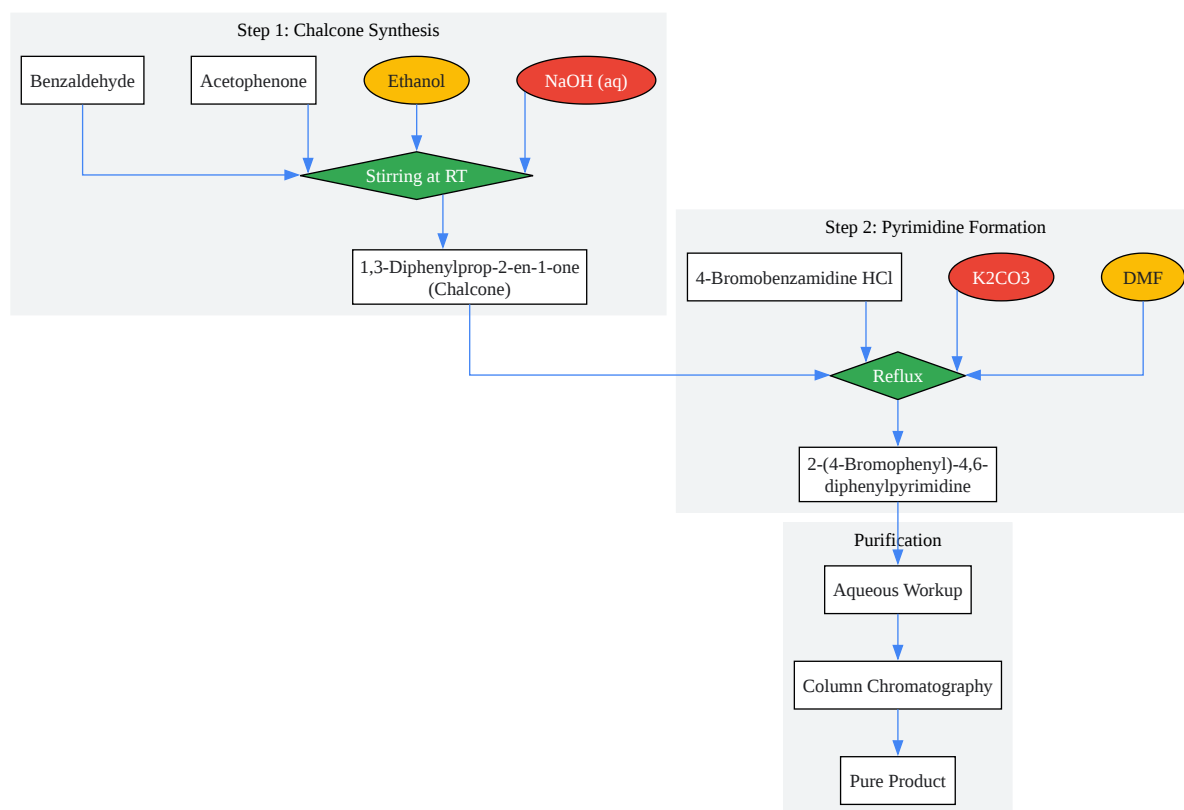 Step 1: Chalcone Synthesis
Benzaldehyde
Acetophenone
Ethanol
NaOH (aq)
Stirring at RT
1,3-Diphenylprop-2-en-1-one
(Chalcone)
Step 2: Pyrimidine Formation
4-Bromobenzamidine HCl
K2CO3
DMF
Reflux
2-(4-Bromophenyl)-4,6-
diphenylpyrimidine
Purification
Aqueous Workup
Column Chromatography
Pure Product